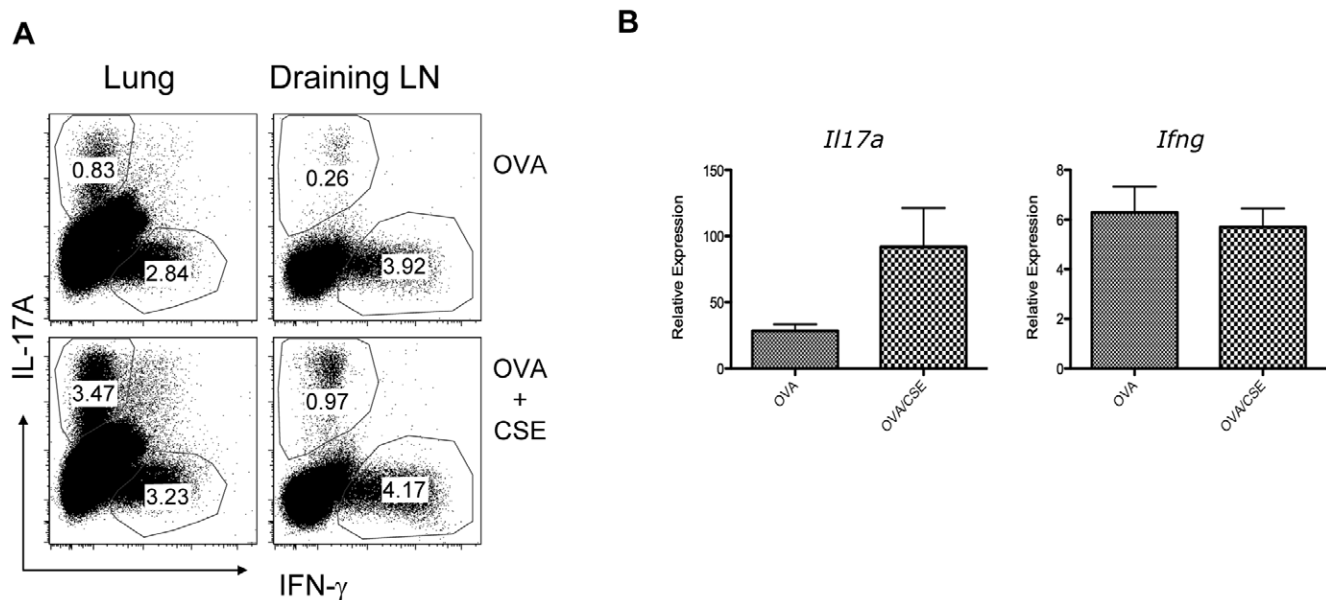 A
Lung
Draining LN
0.83
2.84
0.26
3.92
OVA
3.47
3.23
0.97
4.17
OVA
+
CSE
IL-17A
IFN-γ
B
Il17a
Relative Expression
150
100
50
0
OVA
OVA/CSE
Ifng
Relative Expression
8
6
4
2
0
OVA
OVA/CSE